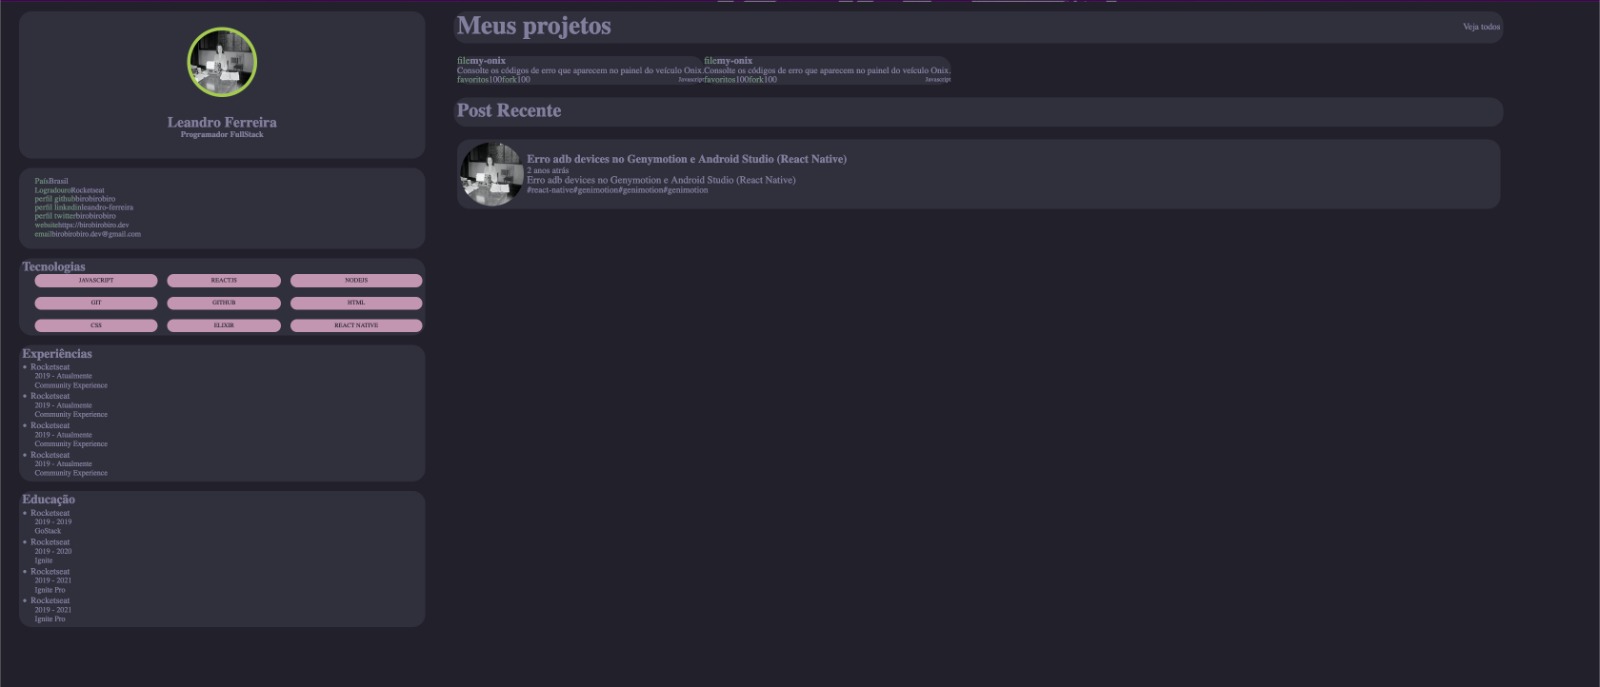 Leandro Ferreira
Programador FullStack
PaísBrasil
LogradouroRocketseat
perfil githubbirobirobiro
perfil linkedinleandro-ferreira
perfil twitterbirobirobiro
websitehttps://birobirobiro.dev
emailbirobirobiro.dev@gmail.com
Tecnologias
JAVASCRIPT REACTJS NODEJS
GIT GITHUB HTML
CSS ELIXIR REACT NATIVE
Experiências
Rocketseat
2019 - Atualmente
Community Experience
Rocketseat
2019 - Atualmente
Community Experience
Rocketseat
2019 - Atualmente
Community Experience
Rocketseat
2019 - Atualmente
Community Experience
Educação
Rocketseat
2019 - 2019
GoStack
Rocketseat
2019 - 2020
Ignite
Rocketseat
2019 - 2021
Ignite Pro
Rocketseat
2019 - 2021
Ignite Pro
Meus projetos Veja todos
filemy-onix
Consolte os códigos de erro que aparecem no painel do veículo Onix.
favoritos100fork100 Javascript
filemy-onix
Consolte os códigos de erro que aparecem no painel do veículo Onix.
favoritos100fork100 Javascript
Post Recente
Erro adb devices no Genymotion e Android Studio (React Native)
2 anos atrás
Erro adb devices no Genymotion e Android Studio (React Native)
#react-native#genimotion#genimotion#genimotion